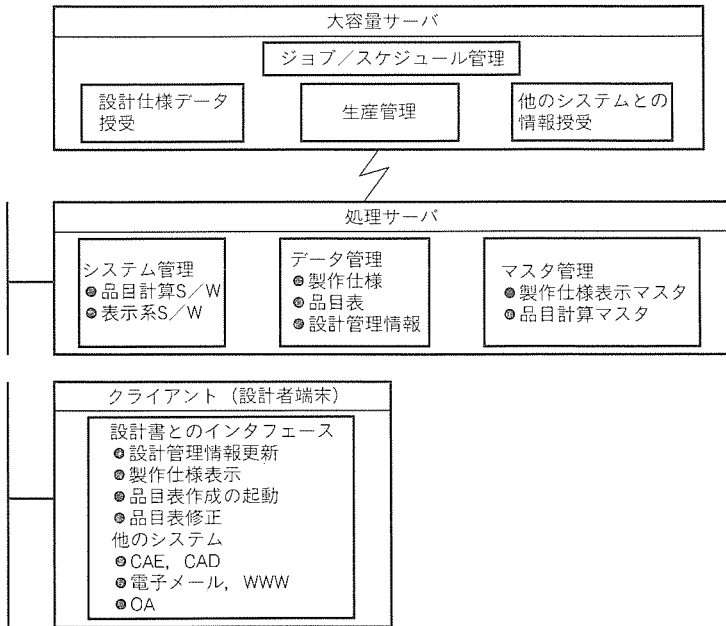 大容量サーバ
ジョブ／スケジュール管理
設計仕様データ
授受
生産管理
他のシステムとの
情報授受
処理サーバ
システム管理
●品目計算S／W
●表示系S／W
データ管理
●製作仕様
●品目表
●設計管理情報
マスタ管理
●製作仕様表示マスタ
●品目計算マスタ
クライアント（設計者端末）
設計書とのインタフェース
●設計管理情報更新
●製作仕様表示
●品目表作成の起動
●品目表修正
他のシステム
●CAE，CAD
●電子メール，WWW
●OA